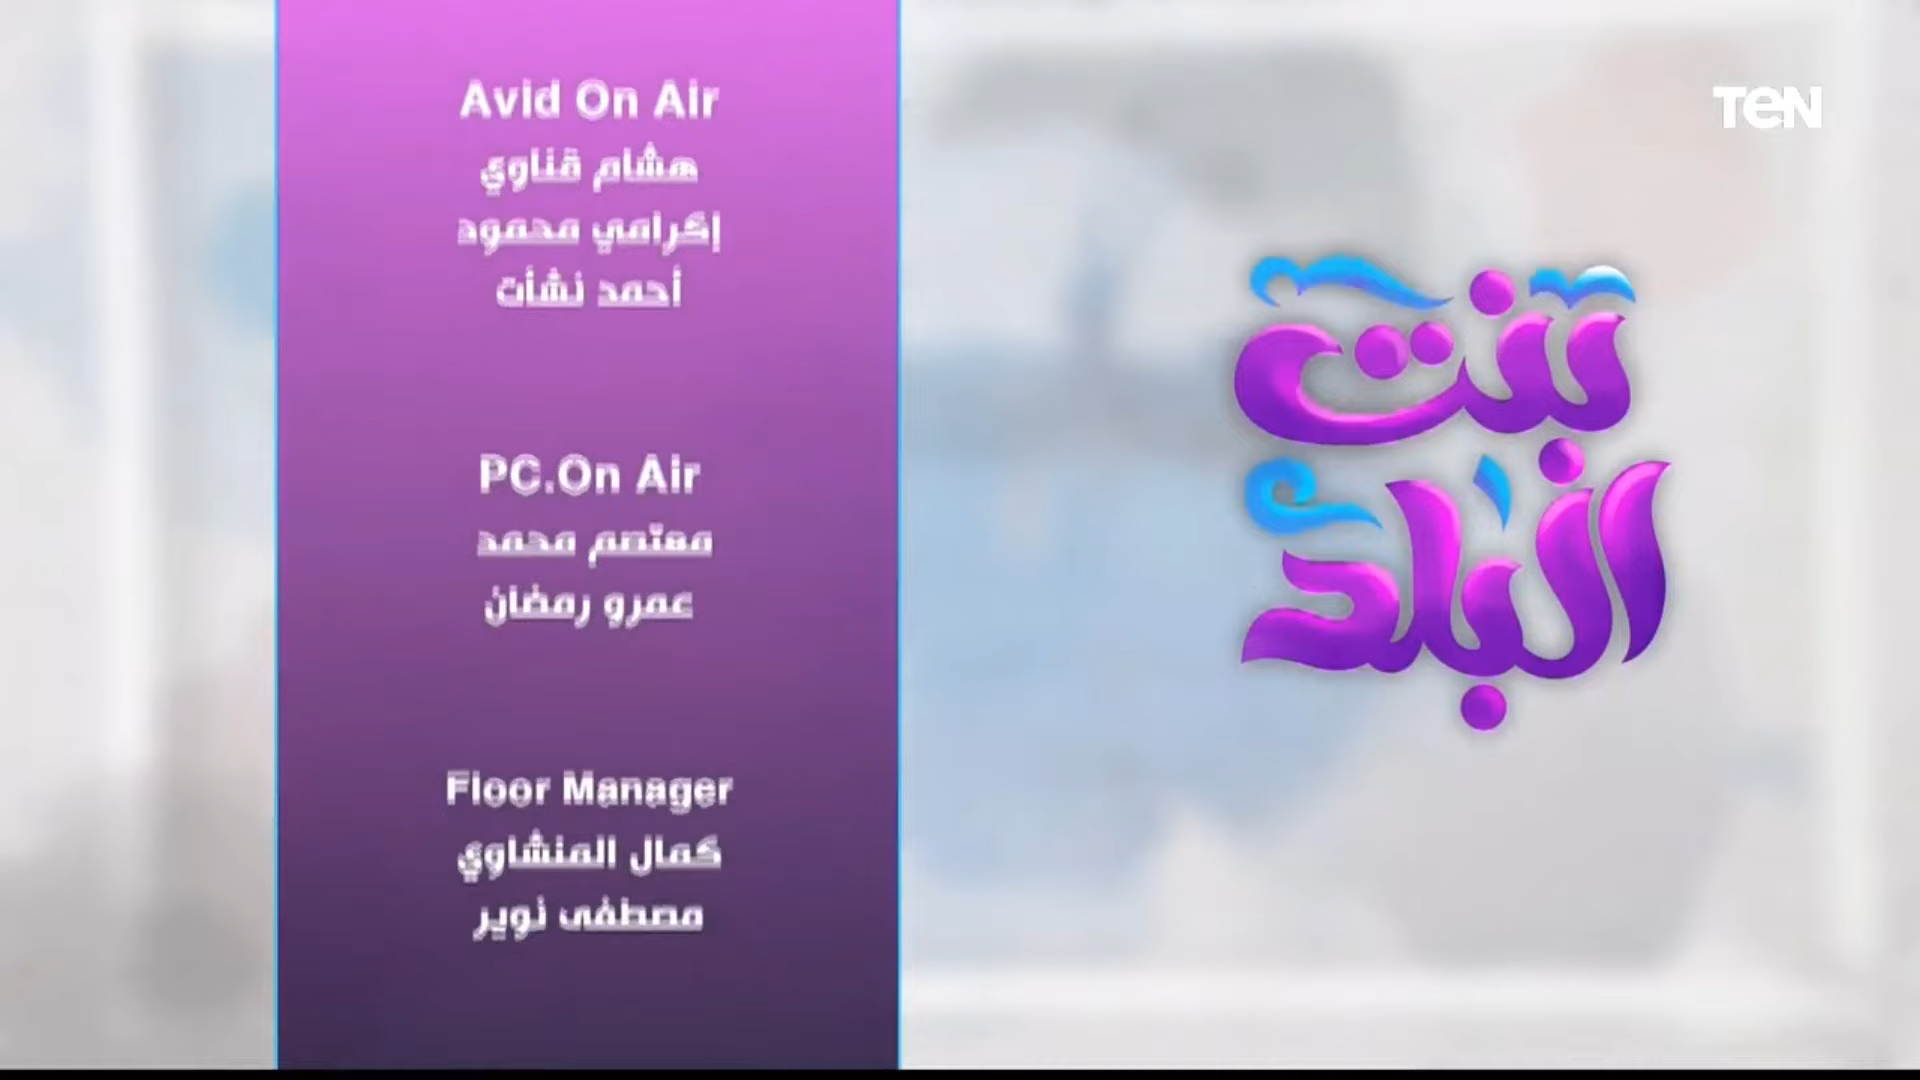 Avid On Air
هشام قناوي
إكرامي محمود
أحمد نشأت
PC.On Air
معتصم محمد
عمرو رمضان
Floor Manager
كمال المنشاوي
مصطفى نوير
TeN
بنت
البلد